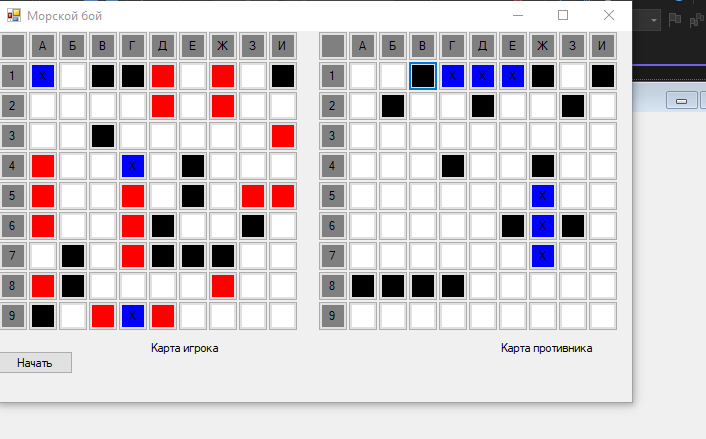 Морской бой
А Б В Г Д Е Ж З И А Б В Г Д Е Ж З И
1 X 1 X X X
2 2
3 3
4 X 4
5 5 X
6 6 X
7 7 X
8 8
9 X 9
Карта игрока Карта противника
Начать